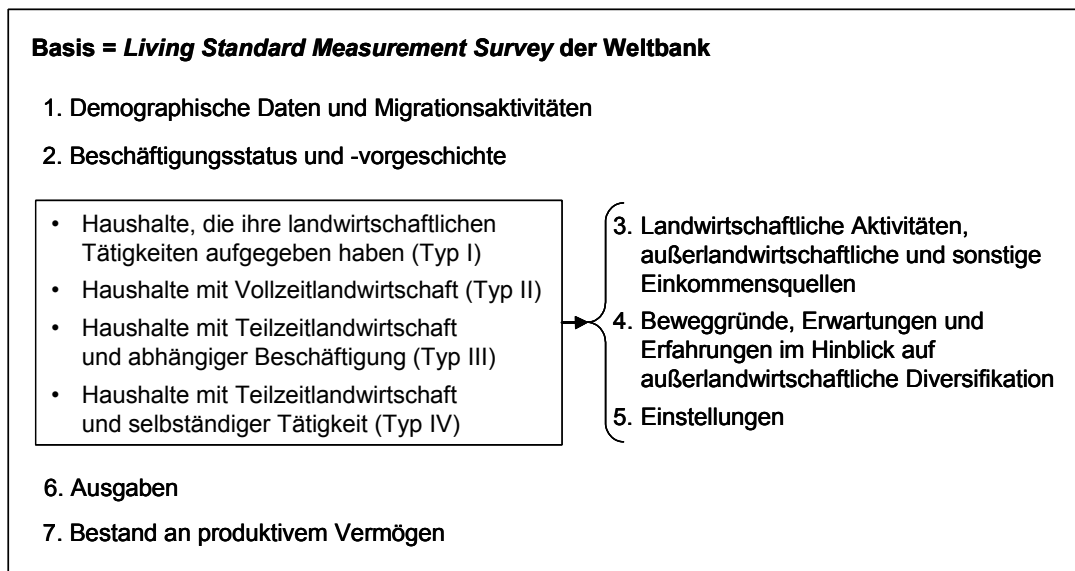 Basis = Living Standard Measurement Survey der Weltbank
1. Demographische Daten und Migrationsaktivitäten
2. Beschäftigungsstatus und -vorgeschichte
• Haushalte, die ihre landwirtschaftlichen
Tätigkeiten aufgegeben haben (Typ I)
• Haushalte mit Vollzeitlandwirtschaft (Typ II)
• Haushalte mit Teilzeitlandwirtschaft
und abhängiger Beschäftigung (Typ III)
• Haushalte mit Teilzeitlandwirtschaft
und selbständiger Tätigkeit (Typ IV)
3. Landwirtschaftliche Aktivitäten,
außerlandwirtschaftliche und sonstige
Einkommensquellen
4. Beweggründe, Erwartungen und
Erfahrungen im Hinblick auf
außerlandwirtschaftliche Diversifikation
5. Einstellungen
6. Ausgaben
7. Bestand an produktivem Vermögen